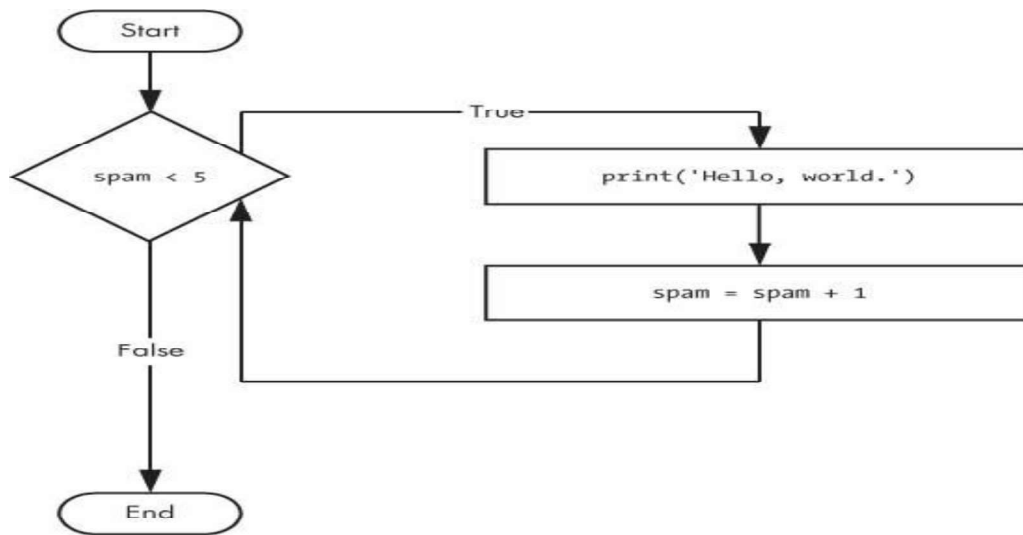 Start
True
spam < 5
print('Hello, world.')
spam = spam + 1
False
End